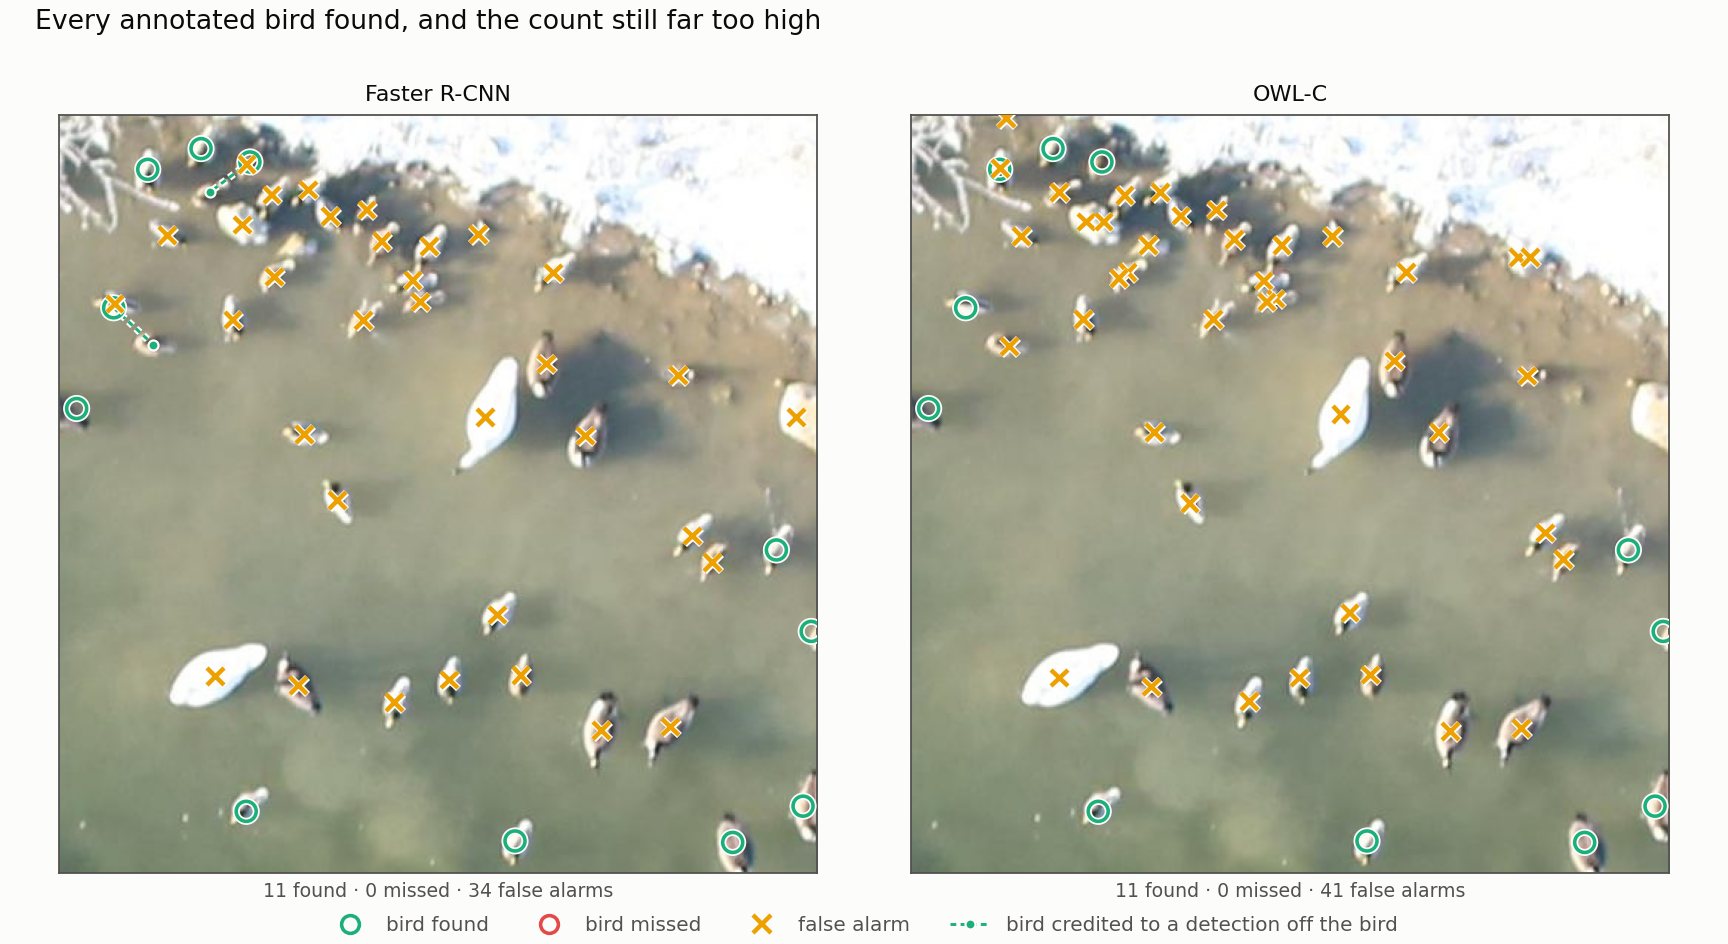 Every annotated bird found, and the count still far too high
Faster R-CNN
OWL-C
11 found · 0 missed · 34 false alarms
11 found · 0 missed · 41 false alarms
bird found
bird missed
false alarm
bird credited to a detection off the bird